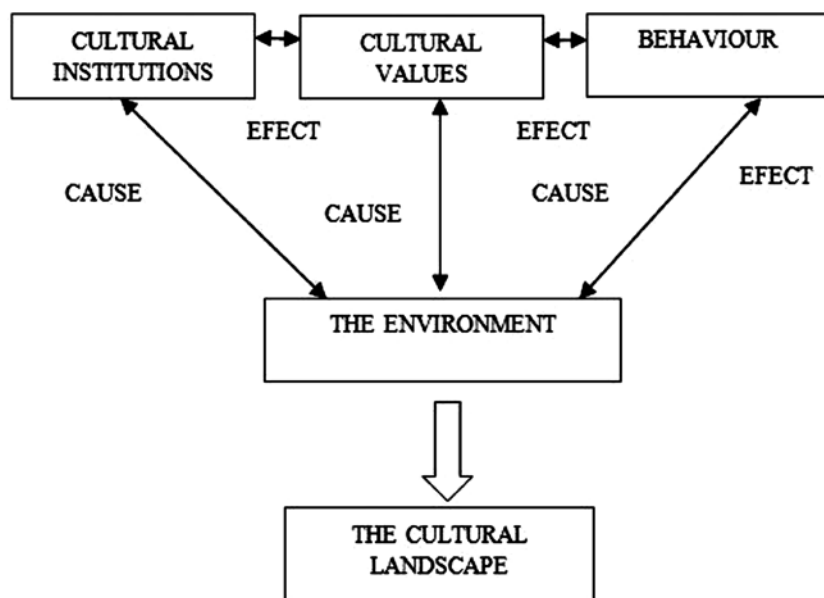 CULTURAL
INSTITUTIONS
CULTURAL
VALUES
BEHAVIOUR
EFECT
EFECT
EFECT
CAUSE
CAUSE
CAUSE
THE ENVIRONMENT
THE CULTURAL
LANDSCAPE